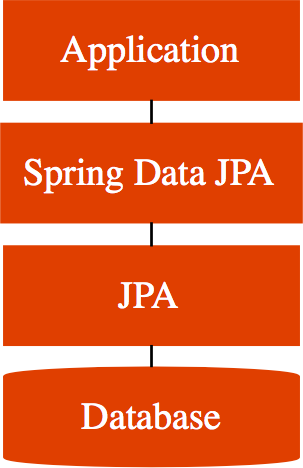 Application
Spring Data JPA
JPA
Database